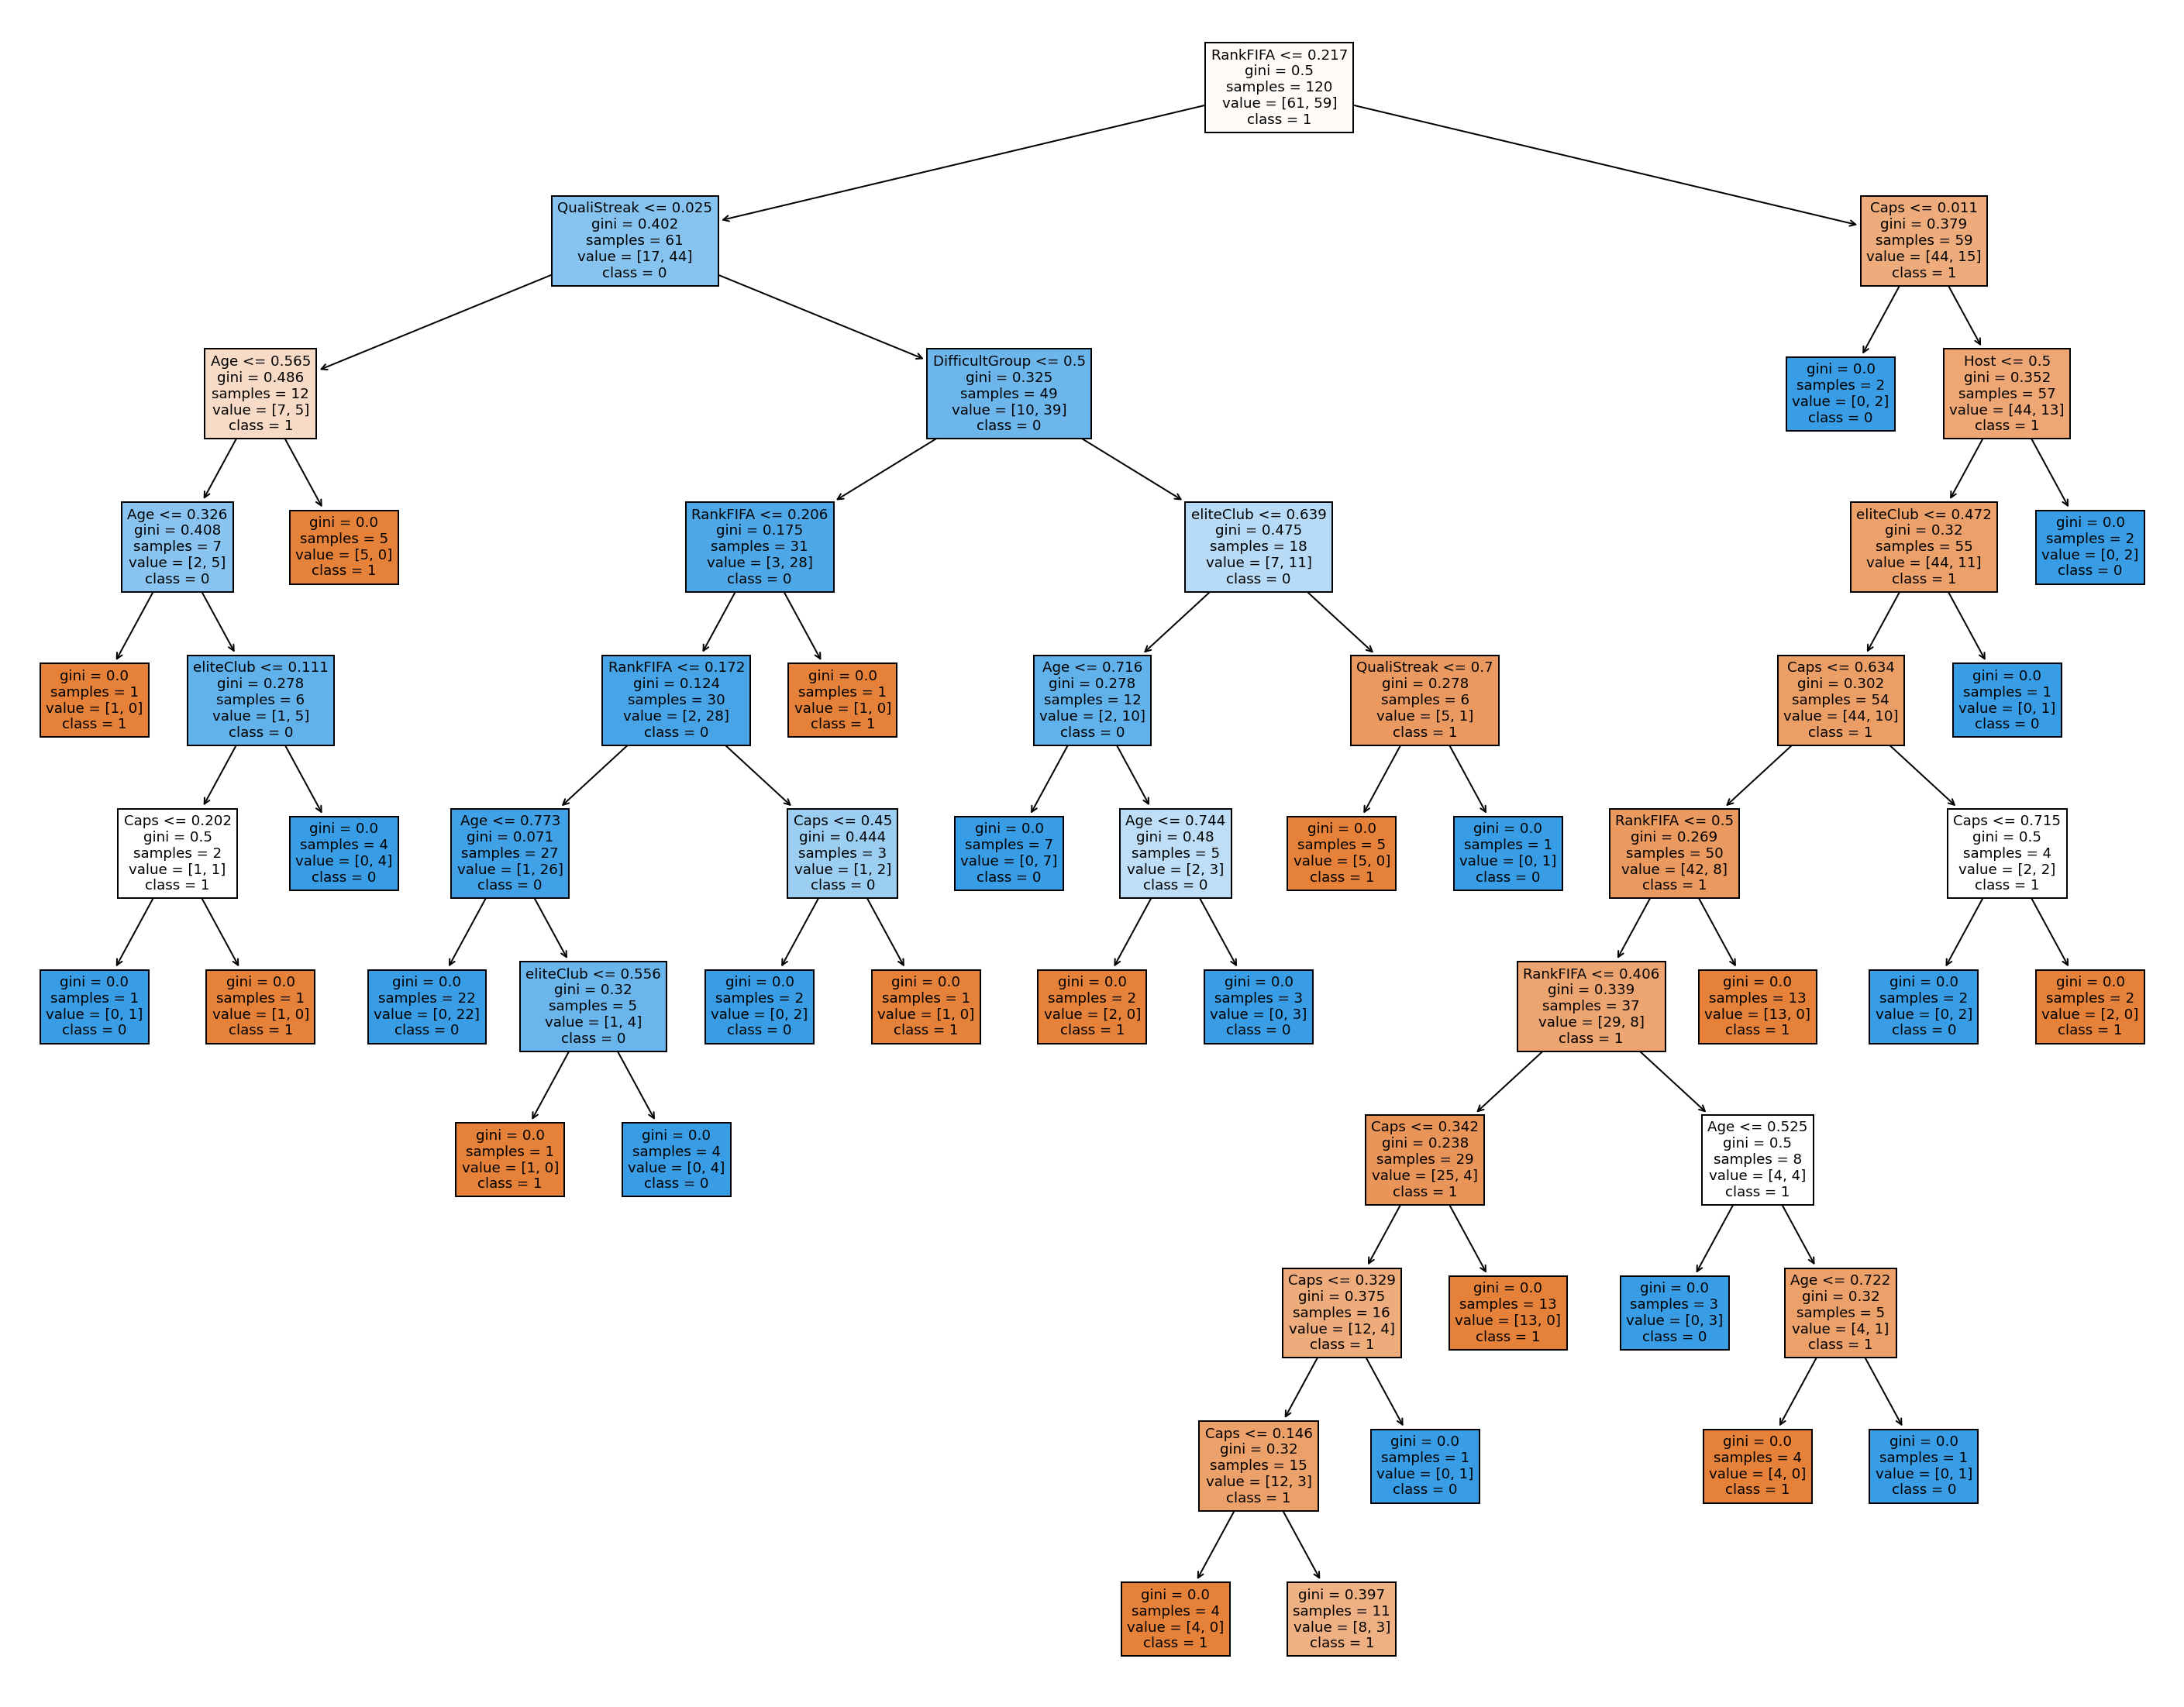 RankFIFA <= 0.217
gini = 0.5
samples = 120
value = [61, 59]
class = 1
QualiStreak <= 0.025
gini = 0.402
samples = 61
value = [17, 44]
class = 0
Caps <= 0.011
gini = 0.379
samples = 59
value = [44, 15]
class = 1
Age <= 0.565
gini = 0.486
samples = 12
value = [7, 5]
class = 1
DifficultGroup <= 0.5
gini = 0.325
samples = 49
value = [10, 39]
class = 0
gini = 0.0
samples = 2
value = [0, 2]
class = 0
Host <= 0.5
gini = 0.352
samples = 57
value = [44, 13]
class = 1
Age <= 0.326
gini = 0.408
samples = 7
value = [2, 5]
class = 0
gini = 0.0
samples = 5
value = [5, 0]
class = 1
RankFIFA <= 0.206
gini = 0.175
samples = 31
value = [3, 28]
class = 0
eliteClub <= 0.639
gini = 0.475
samples = 18
value = [7, 11]
class = 0
eliteClub <= 0.472
gini = 0.32
samples = 55
value = [44, 11]
class = 1
gini = 0.0
samples = 2
value = [0, 2]
class = 0
gini = 0.0
samples = 1
value = [1, 0]
class = 1
eliteClub <= 0.111
gini = 0.278
samples = 6
value = [1, 5]
class = 0
RankFIFA <= 0.172
gini = 0.124
samples = 30
value = [2, 28]
class = 0
gini = 0.0
samples = 1
value = [1, 0]
class = 1
Age <= 0.716
gini = 0.278
samples = 12
value = [2, 10]
class = 0
QualiStreak <= 0.7
gini = 0.278
samples = 6
value = [5, 1]
class = 1
Caps <= 0.634
gini = 0.302
samples = 54
value = [44, 10]
class = 1
gini = 0.0
samples = 1
value = [0, 1]
class = 0
Caps <= 0.202
gini = 0.5
samples = 2
value = [1, 1]
class = 1
gini = 0.0
samples = 4
value = [0, 4]
class = 0
Age <= 0.773
gini = 0.071
samples = 27
value = [1, 26]
class = 0
Caps <= 0.45
gini = 0.444
samples = 3
value = [1, 2]
class = 0
gini = 0.0
samples = 7
value = [0, 7]
class = 0
Age <= 0.744
gini = 0.48
samples = 5
value = [2, 3]
class = 0
gini = 0.0
samples = 5
value = [5, 0]
class = 1
gini = 0.0
samples = 1
value = [0, 1]
class = 0
RankFIFA <= 0.5
gini = 0.269
samples = 50
value = [42, 8]
class = 1
Caps <= 0.715
gini = 0.5
samples = 4
value = [2, 2]
class = 1
gini = 0.0
samples = 1
value = [0, 1]
class = 0
gini = 0.0
samples = 1
value = [1, 0]
class = 1
gini = 0.0
samples = 22
value = [0, 22]
class = 0
eliteClub <= 0.556
gini = 0.32
samples = 5
value = [1, 4]
class = 0
gini = 0.0
samples = 2
value = [0, 2]
class = 0
gini = 0.0
samples = 1
value = [1, 0]
class = 1
gini = 0.0
samples = 2
value = [2, 0]
class = 1
gini = 0.0
samples = 3
value = [0, 3]
class = 0
RankFIFA <= 0.406
gini = 0.339
samples = 37
value = [29, 8]
class = 1
gini = 0.0
samples = 13
value = [13, 0]
class = 1
gini = 0.0
samples = 2
value = [0, 2]
class = 0
gini = 0.0
samples = 2
value = [2, 0]
class = 1
gini = 0.0
samples = 1
value = [1, 0]
class = 1
gini = 0.0
samples = 4
value = [0, 4]
class = 0
Caps <= 0.342
gini = 0.238
samples = 29
value = [25, 4]
class = 1
Age <= 0.525
gini = 0.5
samples = 8
value = [4, 4]
class = 1
Caps <= 0.329
gini = 0.375
samples = 16
value = [12, 4]
class = 1
gini = 0.0
samples = 13
value = [13, 0]
class = 1
gini = 0.0
samples = 3
value = [0, 3]
class = 0
Age <= 0.722
gini = 0.32
samples = 5
value = [4, 1]
class = 1
Caps <= 0.146
gini = 0.32
samples = 15
value = [12, 3]
class = 1
gini = 0.0
samples = 1
value = [0, 1]
class = 0
gini = 0.0
samples = 4
value = [4, 0]
class = 1
gini = 0.0
samples = 1
value = [0, 1]
class = 0
gini = 0.0
samples = 4
value = [4, 0]
class = 1
gini = 0.397
samples = 11
value = [8, 3]
class = 1